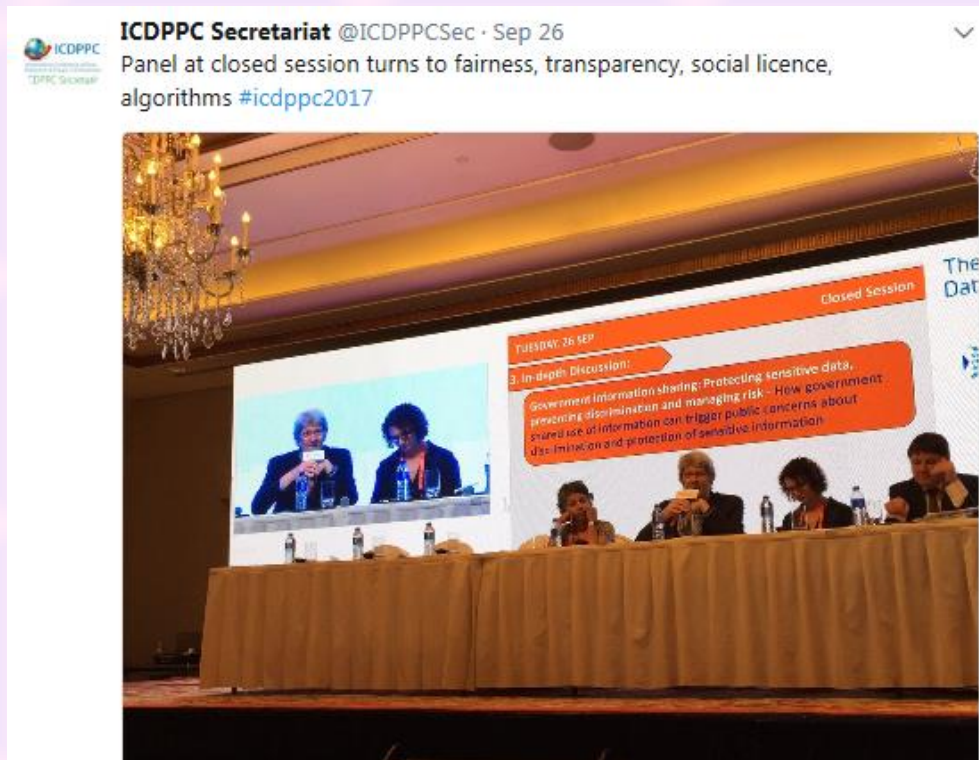 ICDPPC
ICDPPC Secretariat @ICDPPCSec · Sep 26
Panel at closed session turns to fairness, transparency, social licence,
algorithms #icdppc2017
The
Dat
Closed Session
TUESDAY, 26 SEP
3. In-depth Discussion:
Government information sharing: Protecting sensitive data,
preventing discrimination and managing risk - How government
shared use of information can trigger public concerns about
discrimination and protection of sensitive information